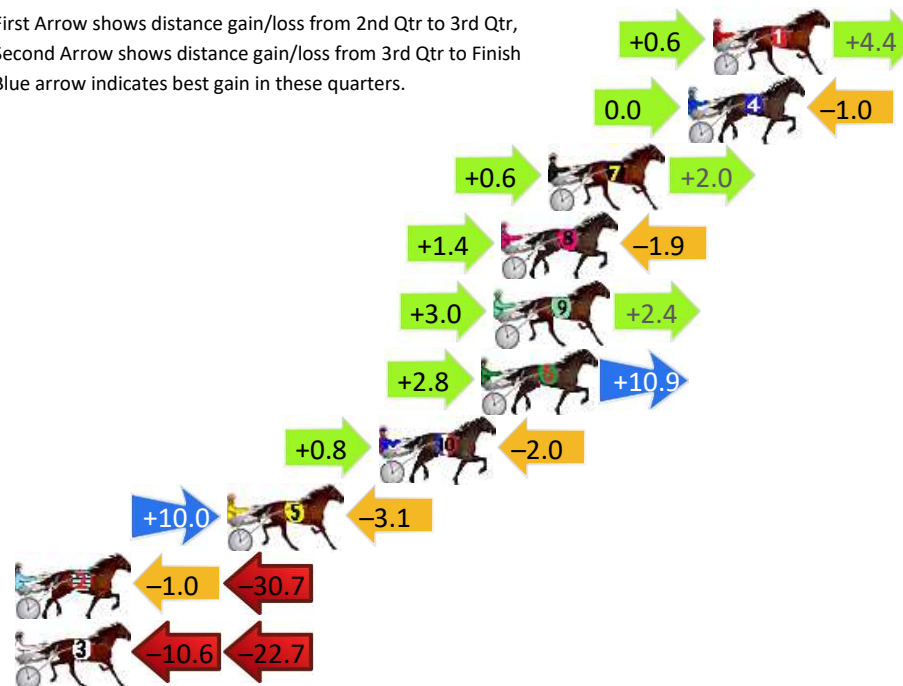 First Arrow shows distance gain/loss from 2nd Qtr to 3rd Qtr,
Second Arrow shows distance gain/loss from 3rd Qtr to Finish
Blue arrow indicates best gain in these quarters.
+0.6 1 +4.4
0.0 4 –1.0
+0.6 7 +2.0
+1.4 8 –1.9
+3.0 9 +2.4
+2.8 6 +10.9
+0.8 10 –2.0
+10.0 5 –3.1
2 –1.0 –30.7
3 –10.6 –22.7